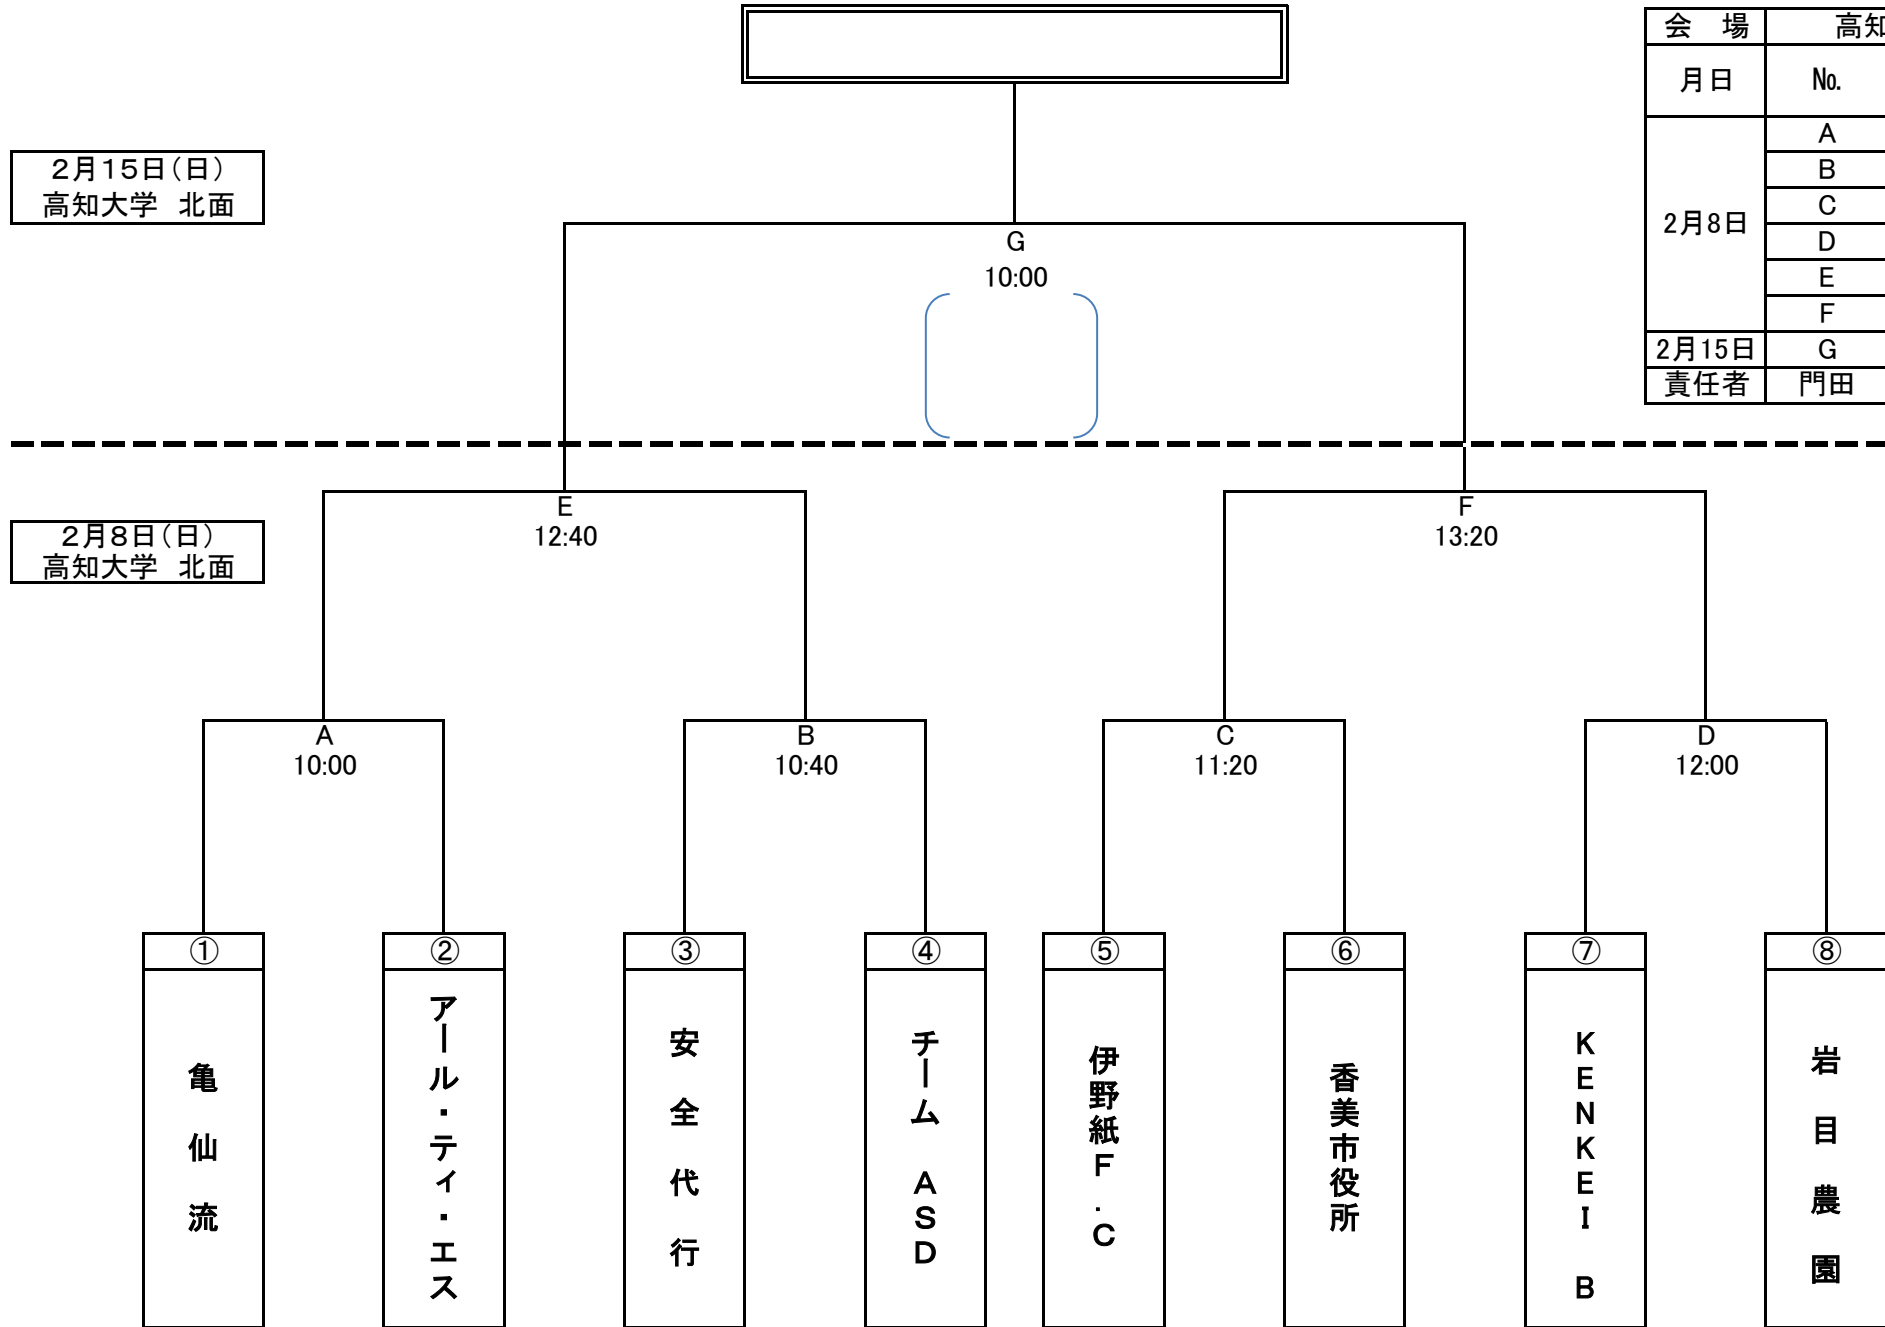 会　場　高知
月日　№
2月8日
A
B
C
D
E
F
2月15日　G
責任者　門田
２月１５日（日）
高知大学　北面
G
10:00
E
12:40
F
13:20
２月８日（日）
高知大学　北面
A
10:00
B
10:40
C
11:20
D
12:00
①
亀仙流
②
アール・ティ・エス
③
安全代行
④
チーム　ASD
⑤
伊野紙F.C
⑥
香美市役所
⑦
KENKEI　B
⑧
岩目農園